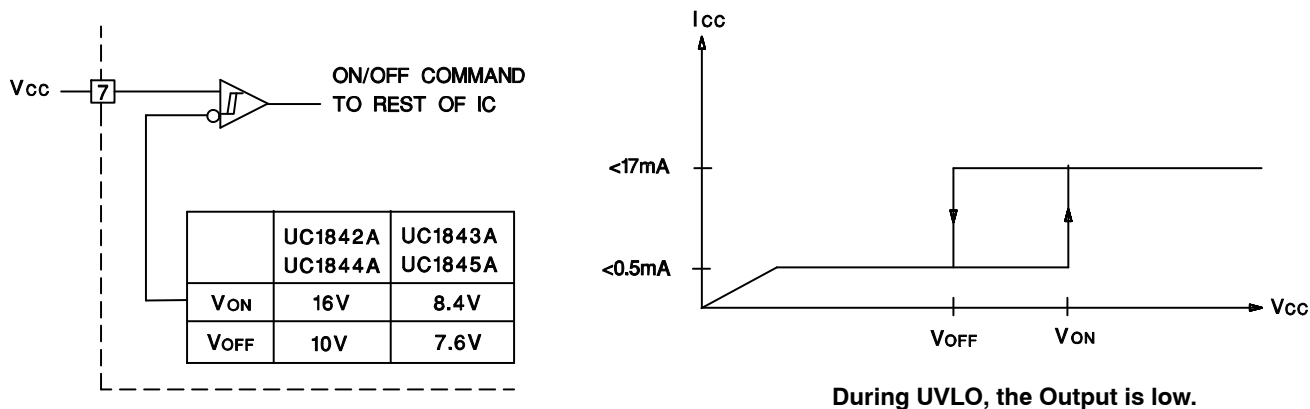 Vcc
7
ON/OFF COMMAND
TO REST OF IC
UC1842A UC1843A
UC1844A UC1845A
VON 16V 8.4V
VOFF 10V 7.6V
Icc
<17mA
<0.5mA
Vcc
VOFF VON
During UVLO, the Output is low.